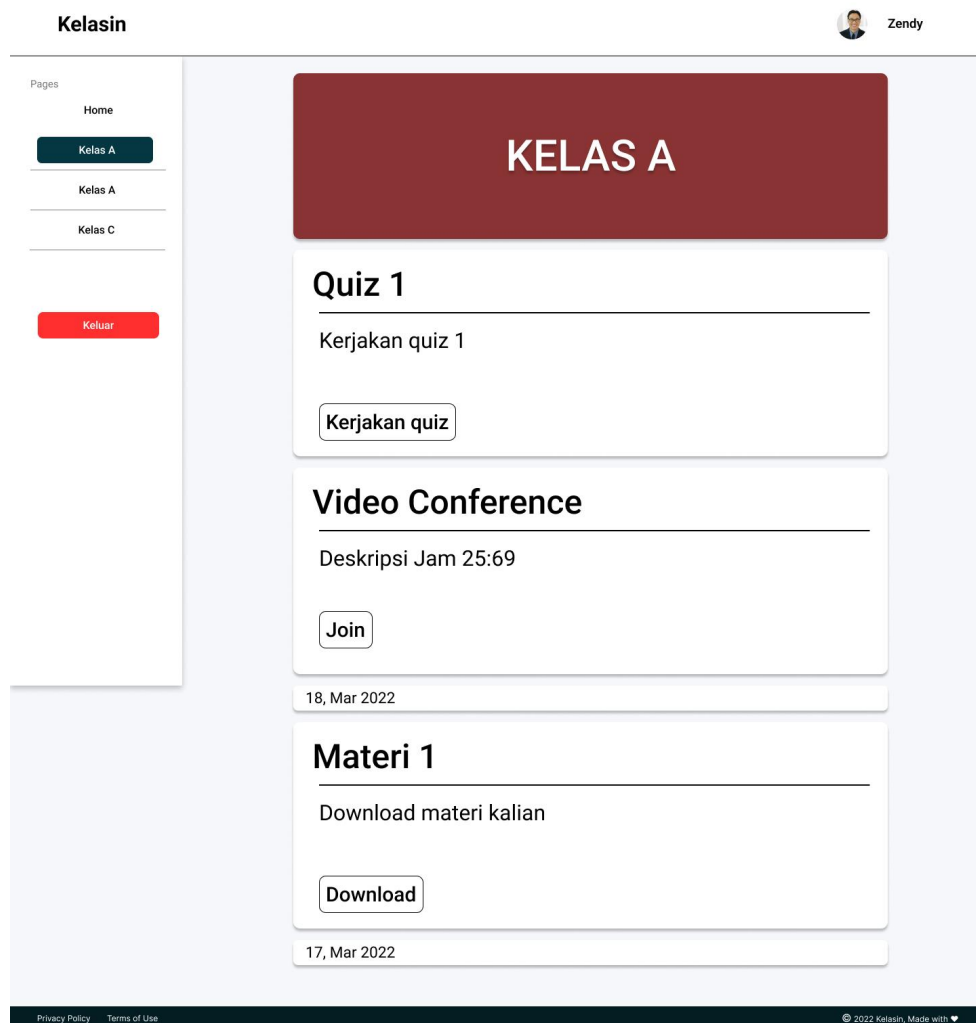 Kelasin
Zendy
Pages
Home
Kelas A
Kelas A
Kelas C
Keluar
KELAS A
Quiz 1
Kerjakan quiz 1
Kerjakan quiz
Video Conference
Deskripsi Jam 25:69
Join
18, Mar 2022
Materi 1
Download materi kalian
Download
17, Mar 2022
Privacy Policy Terms of Use
© 2022 Kelasin, Made with ♥